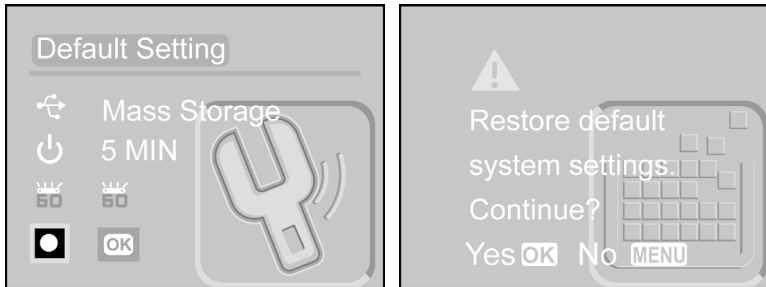 Default Setting
Mass Storage
5 MIN
60 60
OK
Restore default
system settings.
Continue?
Yes OK No MENU